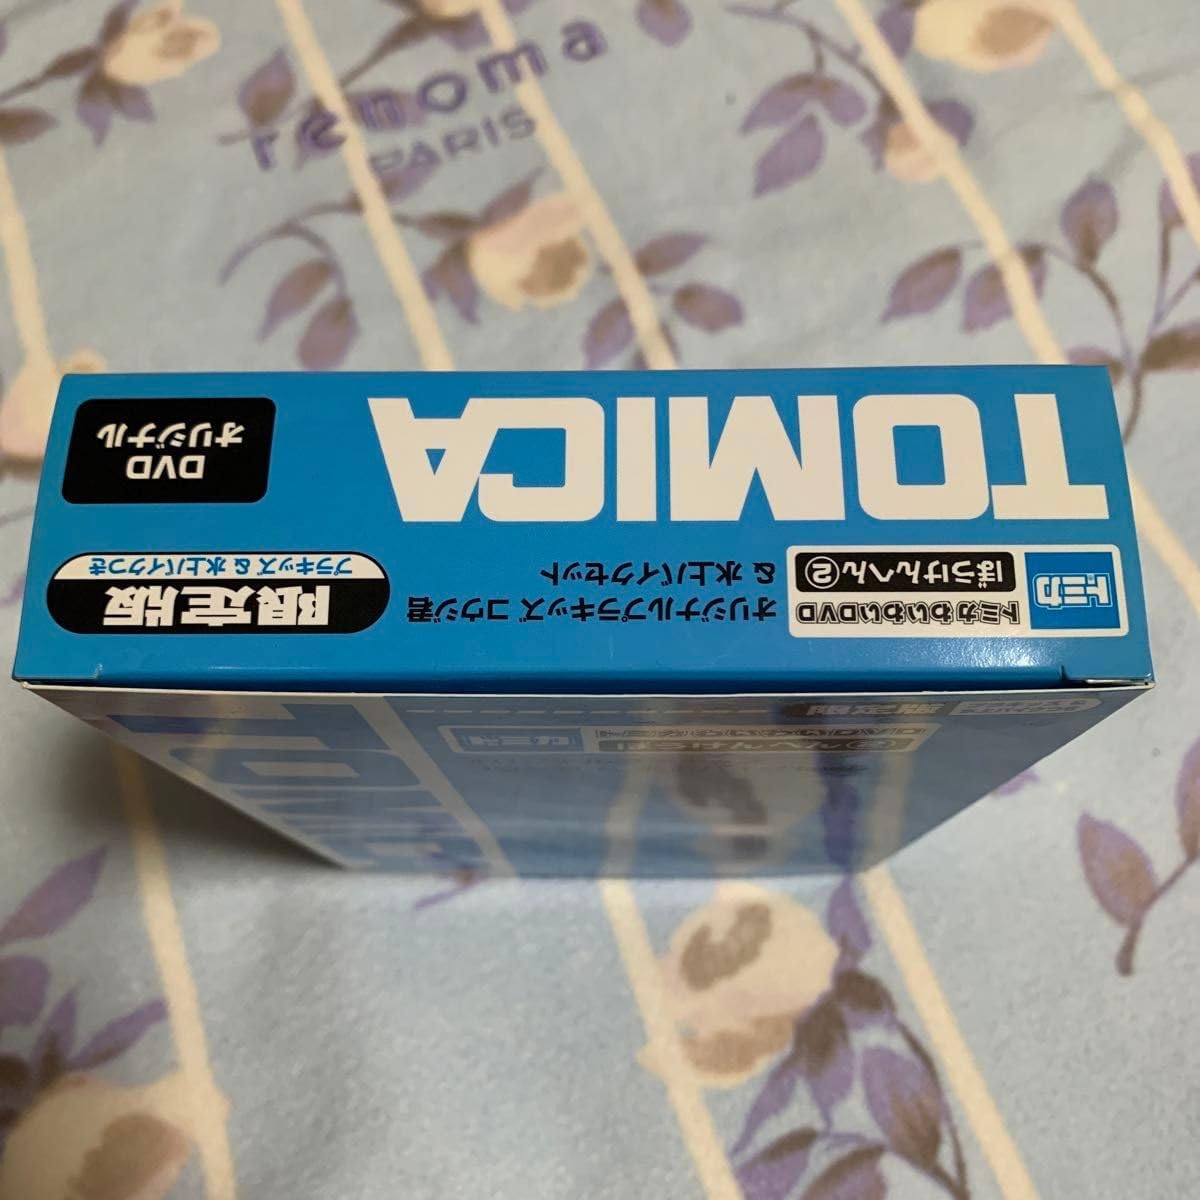 renoma
PARIS
トミカ
トミカわいわいDVD
ぼうけんへん②
オリジナルプラキッズ コウジ君
& 水上バイクセット
限定版
プラキッズ & 水上バイクつき
TOMICA
DVD
オリジナル